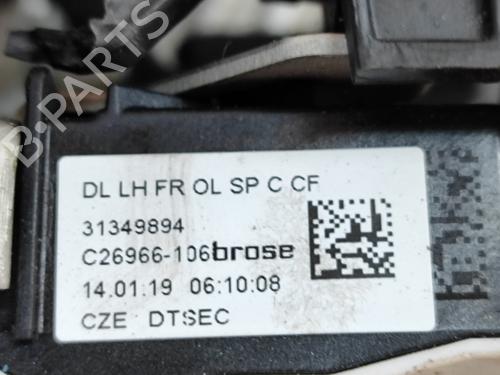 B-PARTS
DL LH FR OL SP C CF
31349894
C26966-106 brose
14.01.19 06:10:08
CZE DTSEC